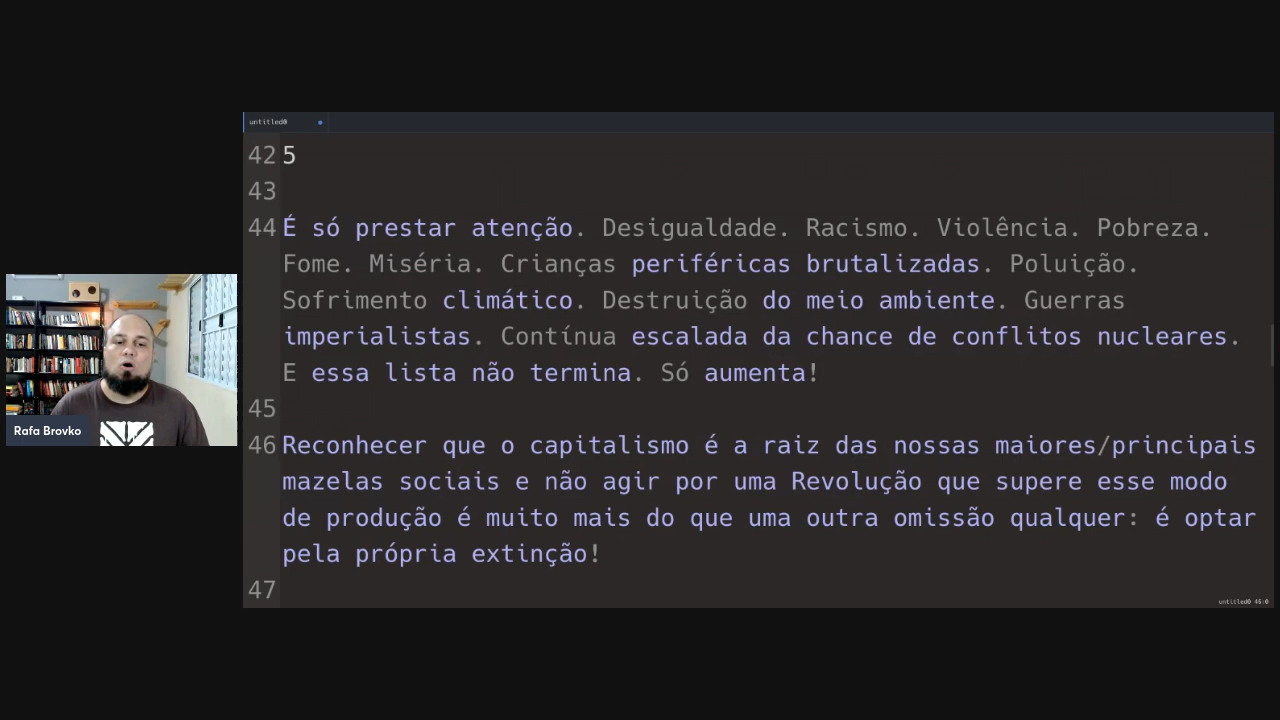 untitled0
42 5
43
44 É só prestar atenção. Desigualdade. Racismo. Violência. Pobreza.
Fome. Miséria. Crianças periféricas brutalizadas. Poluição.
Sofrimento climático. Destruição do meio ambiente. Guerras
imperialistas. Contínua escalada da chance de conflitos nucleares.
E essa lista não termina. Só aumenta!
45
46 Reconhecer que o capitalismo é a raiz das nossas maiores/principais
mazelas sociais e não agir por uma Revolução que supere esse modo
de produção é muito mais do que uma outra omissão qualquer: é optar
pela própria extinção!
47
untitled0 46:0
Rafa Brovko